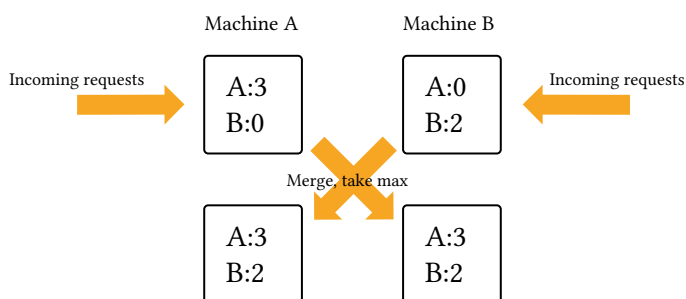 Machine A
Machine B
Incoming requests
Incoming requests
A:3
B:0
A:0
B:2
Merge, take max
A:3
B:2
A:3
B:2